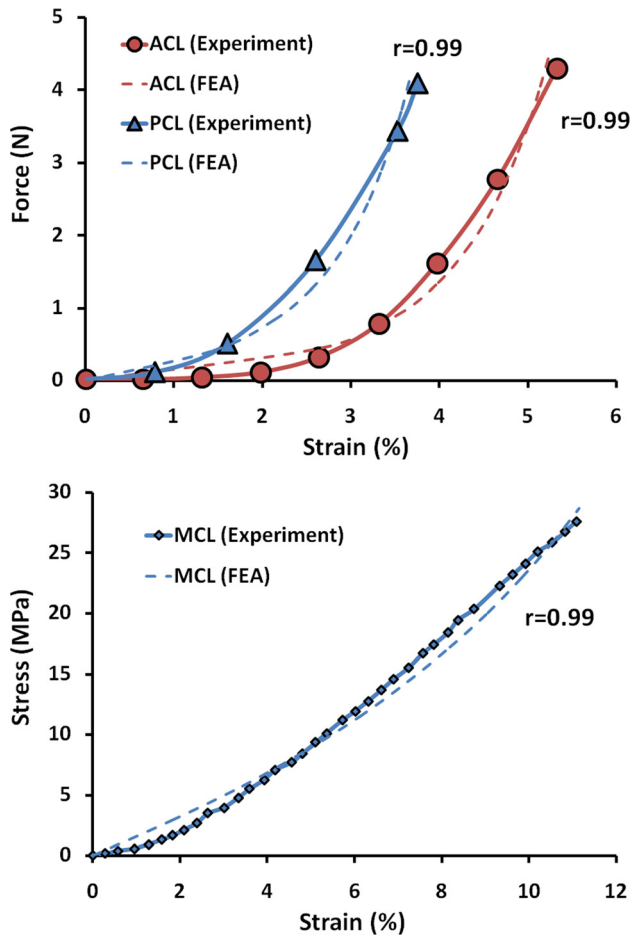 5
4
3
2
1
0
Force (N)
ACL (Experiment)
ACL (FEA)
PCL (Experiment)
PCL (FEA)
r=0.99
r=0.99
0 1 2 3 4 5 6
Strain (%)
30
25
20
15
10
5
0
Stress (MPa)
MCL (Experiment)
MCL (FEA)
r=0.99
0 2 4 6 8 10 12
Strain (%)